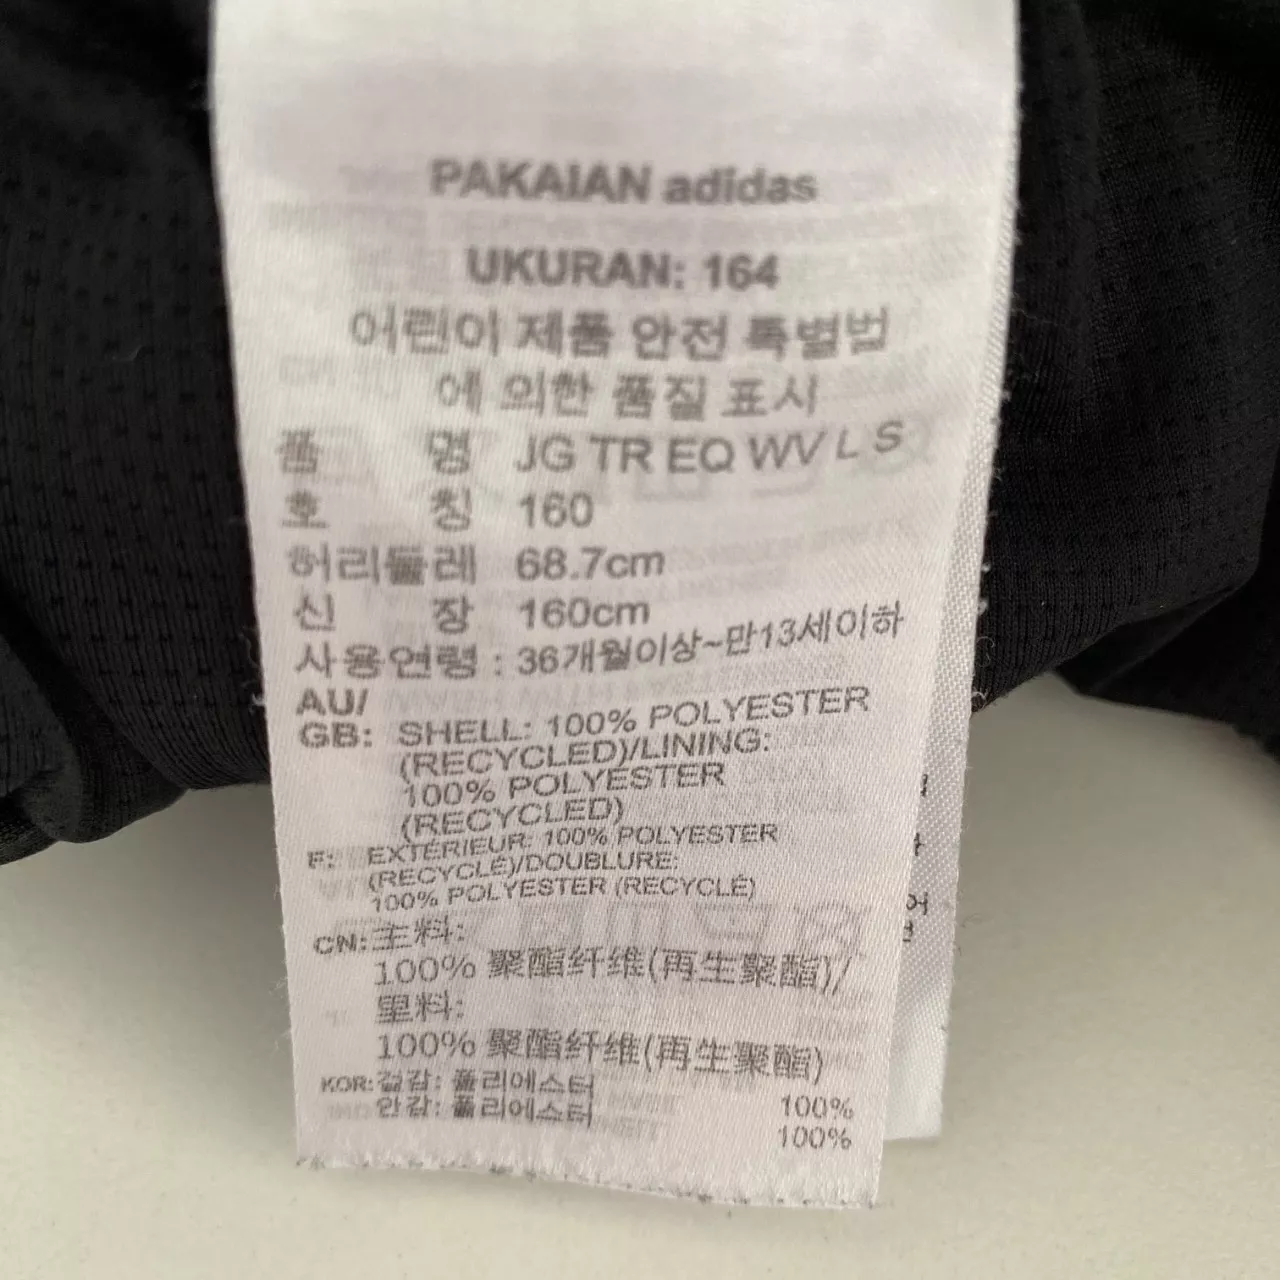 PAKAIAN adidas
UKURAN: 164
어린이 제품 안전 특별법
에 의한 품질 표시
품 명 JG TR EQ WV L S
호 칭 160
허리둘레 68.7cm
신 장 160cm
사용연령 : 36개월이상~만13세이하
AU/
GB: SHELL: 100% POLYESTER
(RECYCLED)/LINING:
100% POLYESTER
(RECYCLED)
F: EXTÉRIEUR: 100% POLYESTER
(RECYCLÉ)/DOUBLURE:
100% POLYESTER (RECYCLÉ)
CN: 主料:
100% 聚酯纤维(再生聚酯)/
里料:
100% 聚酯纤维(再生聚酯)
KOR: 겉감: 폴리에스터 100%
안감: 폴리에스터 100%